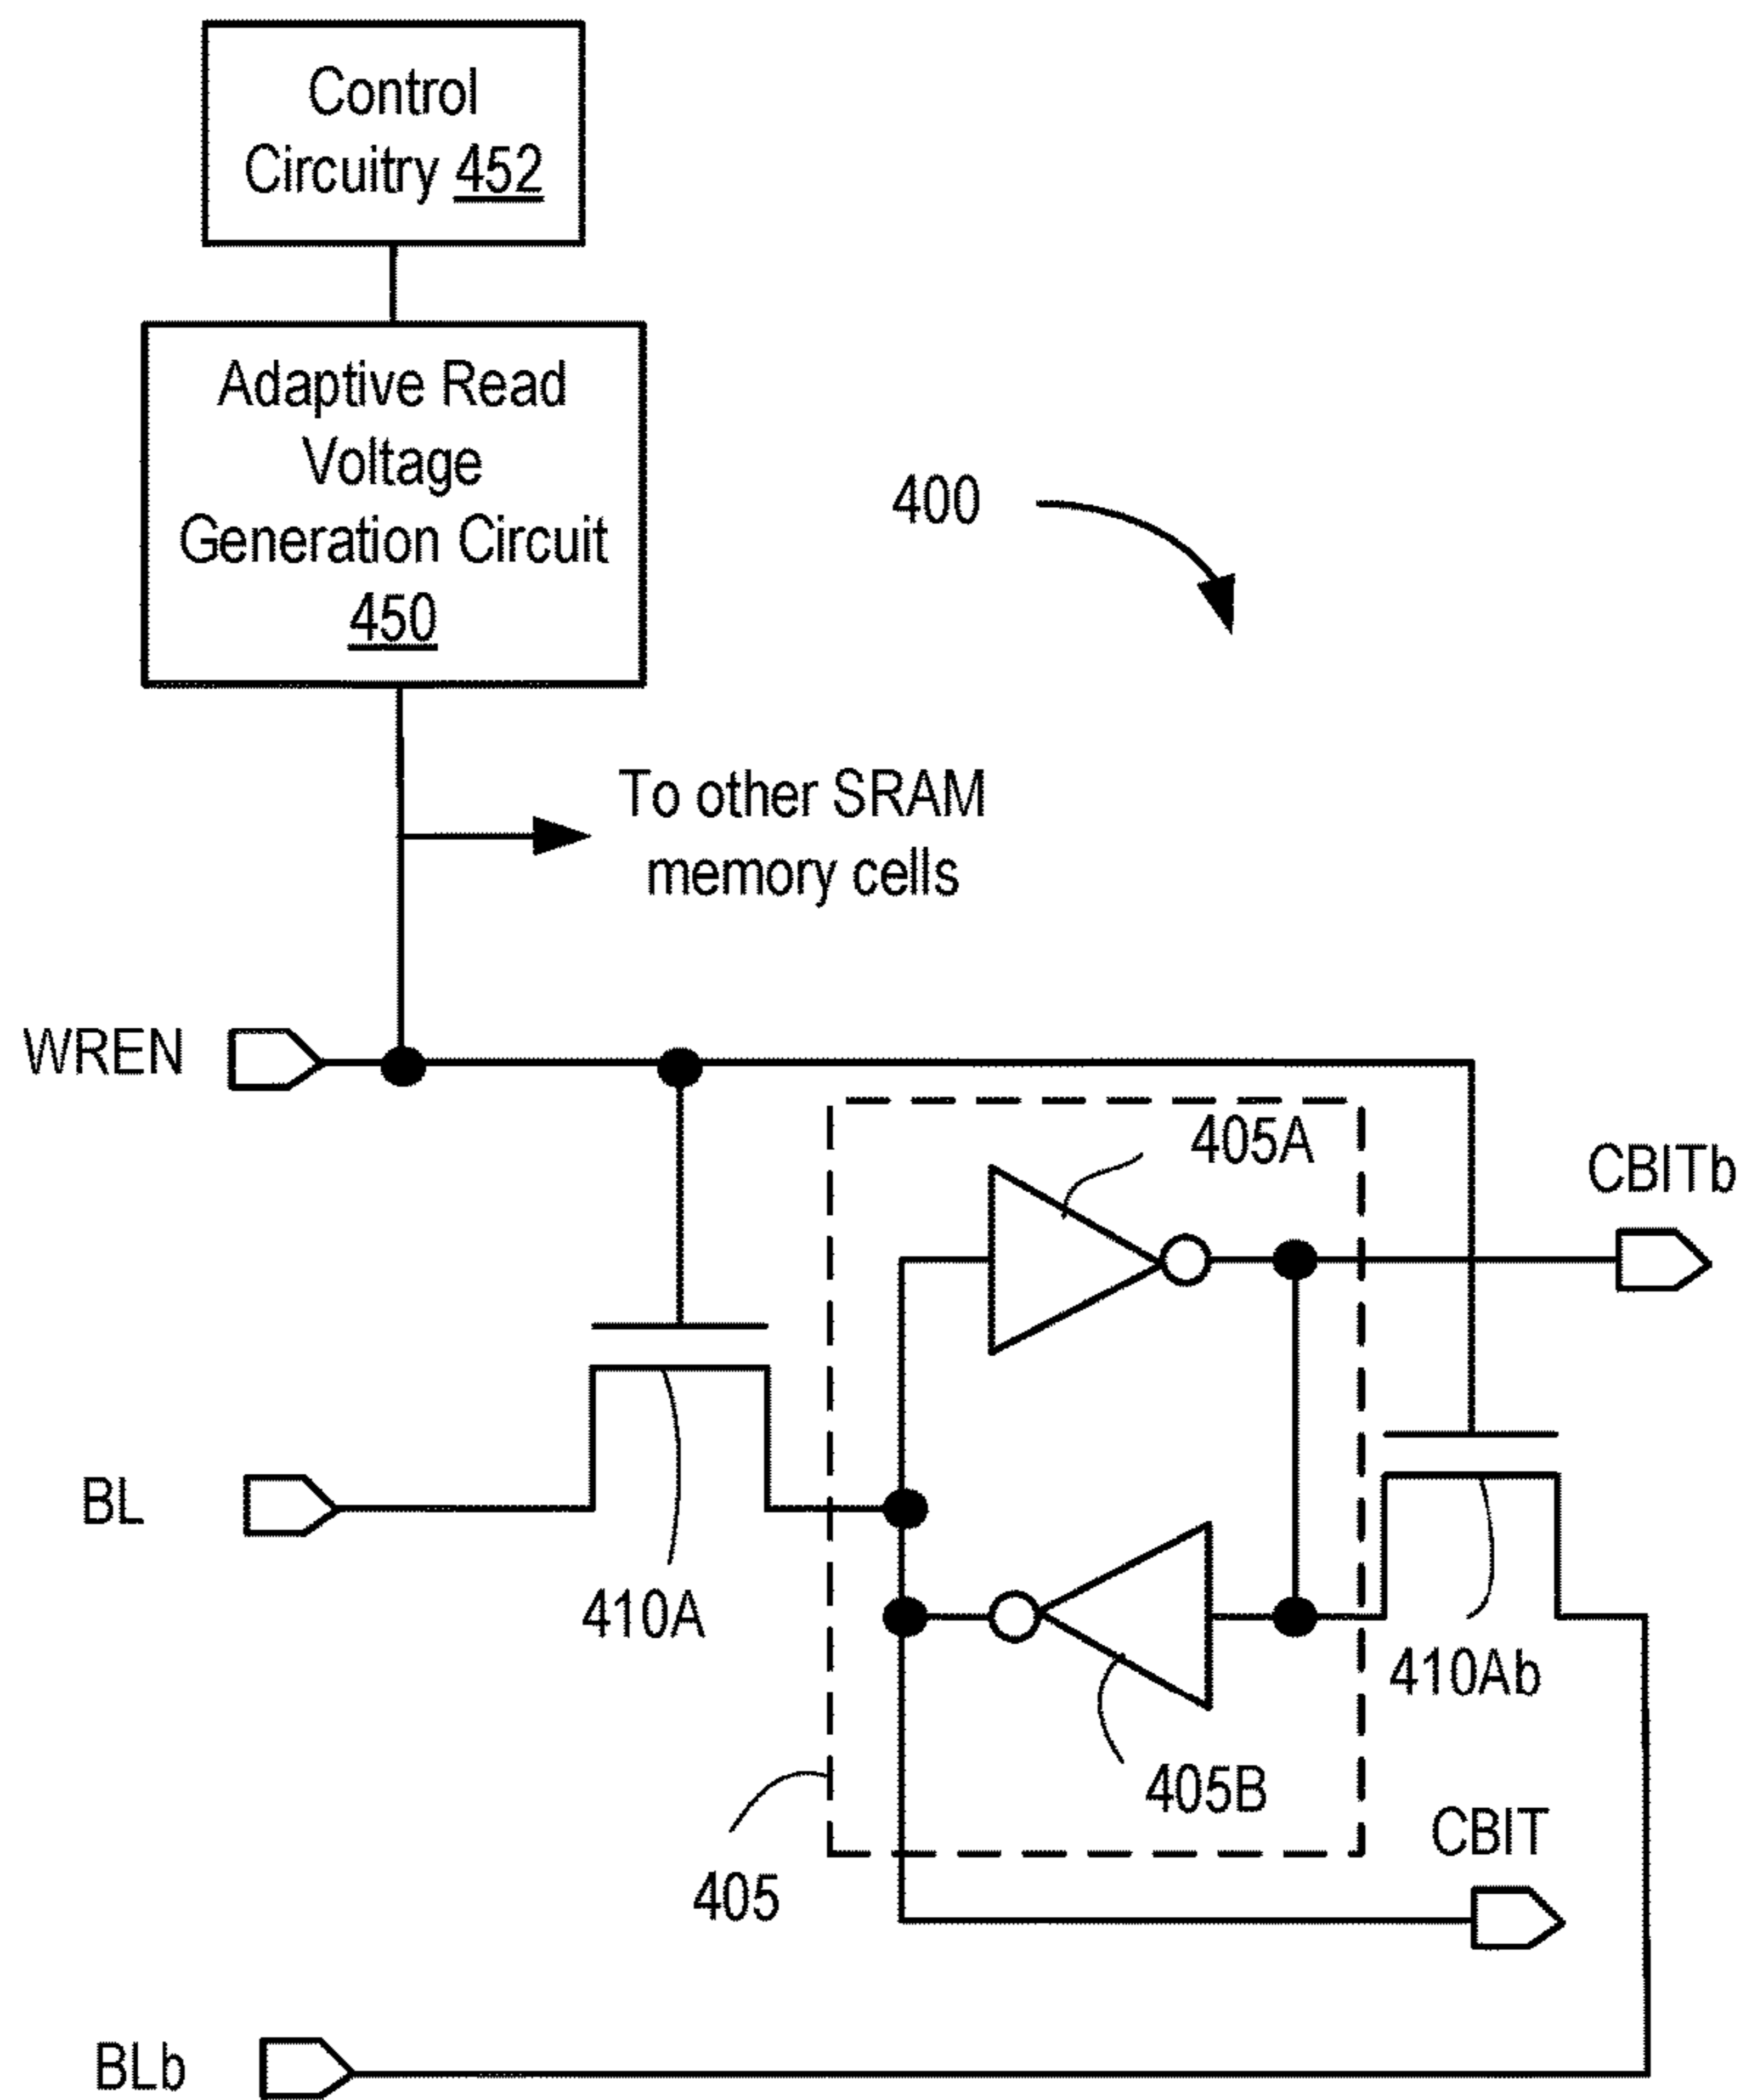 Control
Circuitry 452
Adaptive Read
Voltage
Generation Circuit
450
400
To other SRAM
memory cells
WREN
405A
CBITb
BL
410A
410Ab
405B
CBIT
405
BLb